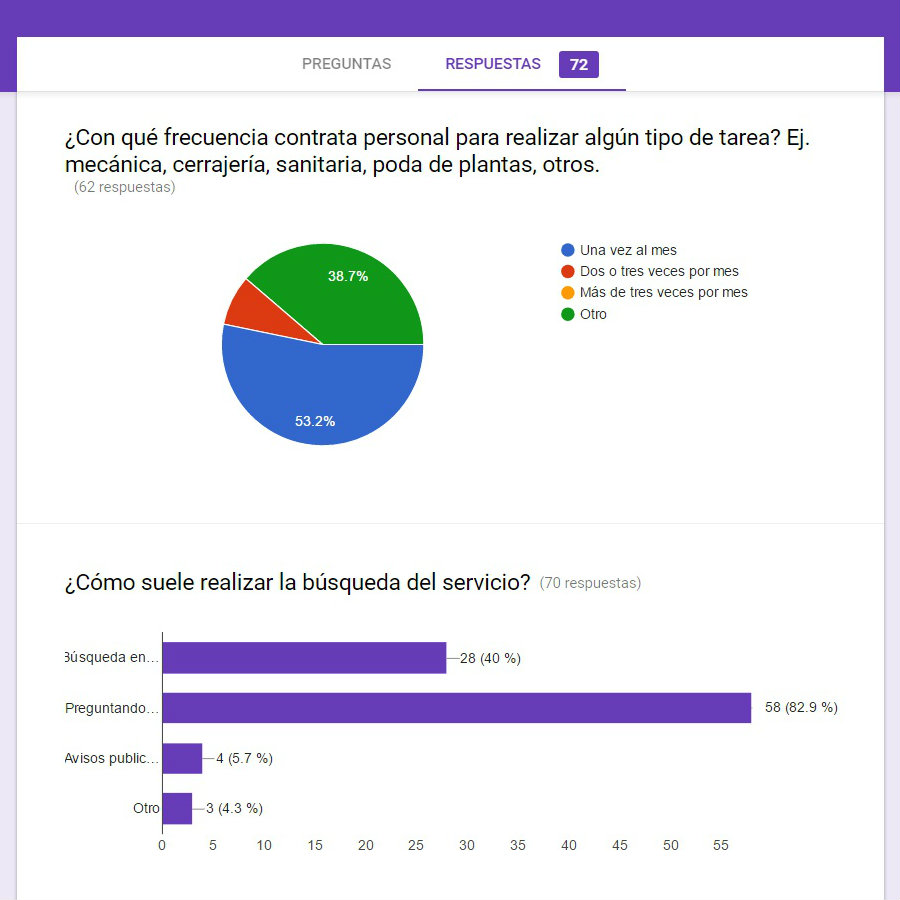 PREGUNTAS
RESPUESTAS 72
¿Con qué frecuencia contrata personal para realizar algún tipo de tarea? Ej.
mecánica, cerrajería, sanitaria, poda de plantas, otros.
(62 respuestas)
38.7%
53.2%
Una vez al mes
Dos o tres veces por mes
Más de tres veces por mes
Otro
¿Cómo suele realizar la búsqueda del servicio? (70 respuestas)
Búsqueda en... 28 (40 %)
Preguntando... 58 (82.9 %)
Avisos public... 4 (5.7 %)
Otro 3 (4.3 %)
0 5 10 15 20 25 30 35 40 45 50 55